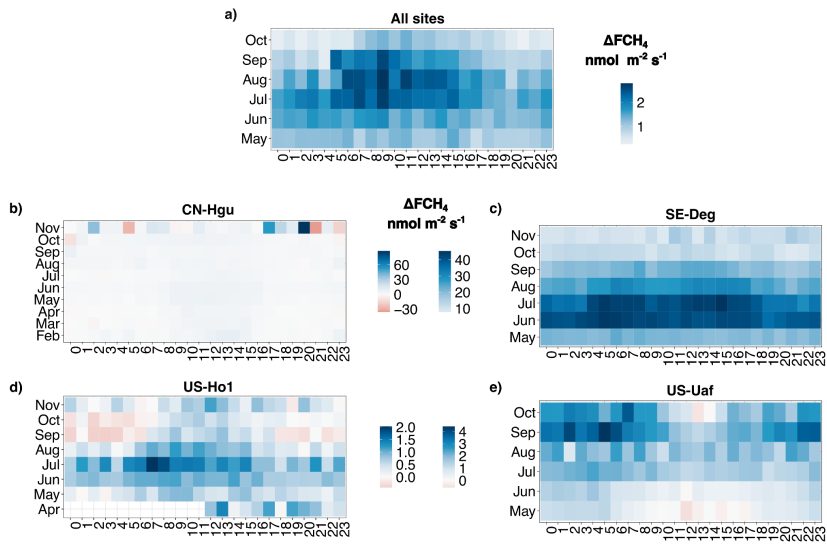 a) All sites
Oct
Sep
Aug
Jul
Jun
May
0 1 2 3 4 5 6 7 8 9 10 11 12 13 14 15 16 17 18 19 20 21 22 23
ΔFCH₄
nmol m⁻² s⁻¹
2
1
b) CN-Hgu
Nov
Oct
Sep
Aug
Jul
Jun
May
Apr
Mar
Feb
0 1 2 3 4 5 6 7 8 9 10 11 12 13 14 15 16 17 18 19 20 21 22 23
ΔFCH₄
nmol m⁻² s⁻¹
60
30
0
−30
40
30
20
10
c) SE-Deg
Nov
Oct
Sep
Aug
Jul
Jun
May
0 1 2 3 4 5 6 7 8 9 10 11 12 13 14 15 16 17 18 19 20 21 22 23
d) US-Ho1
Nov
Oct
Sep
Aug
Jul
Jun
May
Apr
0 1 2 3 4 5 6 7 8 9 10 11 12 13 14 15 16 17 18 19 20 21 22 23
2.0
1.5
1.0
0.5
0.0
4
3
2
1
0
e) US-Uaf
Oct
Sep
Aug
Jul
Jun
May
0 1 2 3 4 5 6 7 8 9 10 11 12 13 14 15 16 17 18 19 20 21 22 23